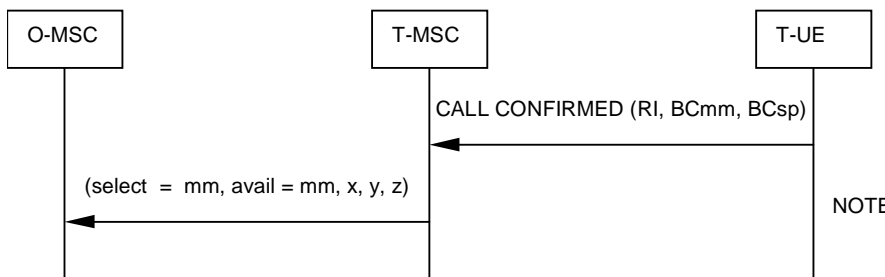 O-MSC
T-MSC
T-UE
CALL CONFIRMED (RI, BCmm, BCsp)
(select = mm, avail = mm, x, y, z)
NOTE